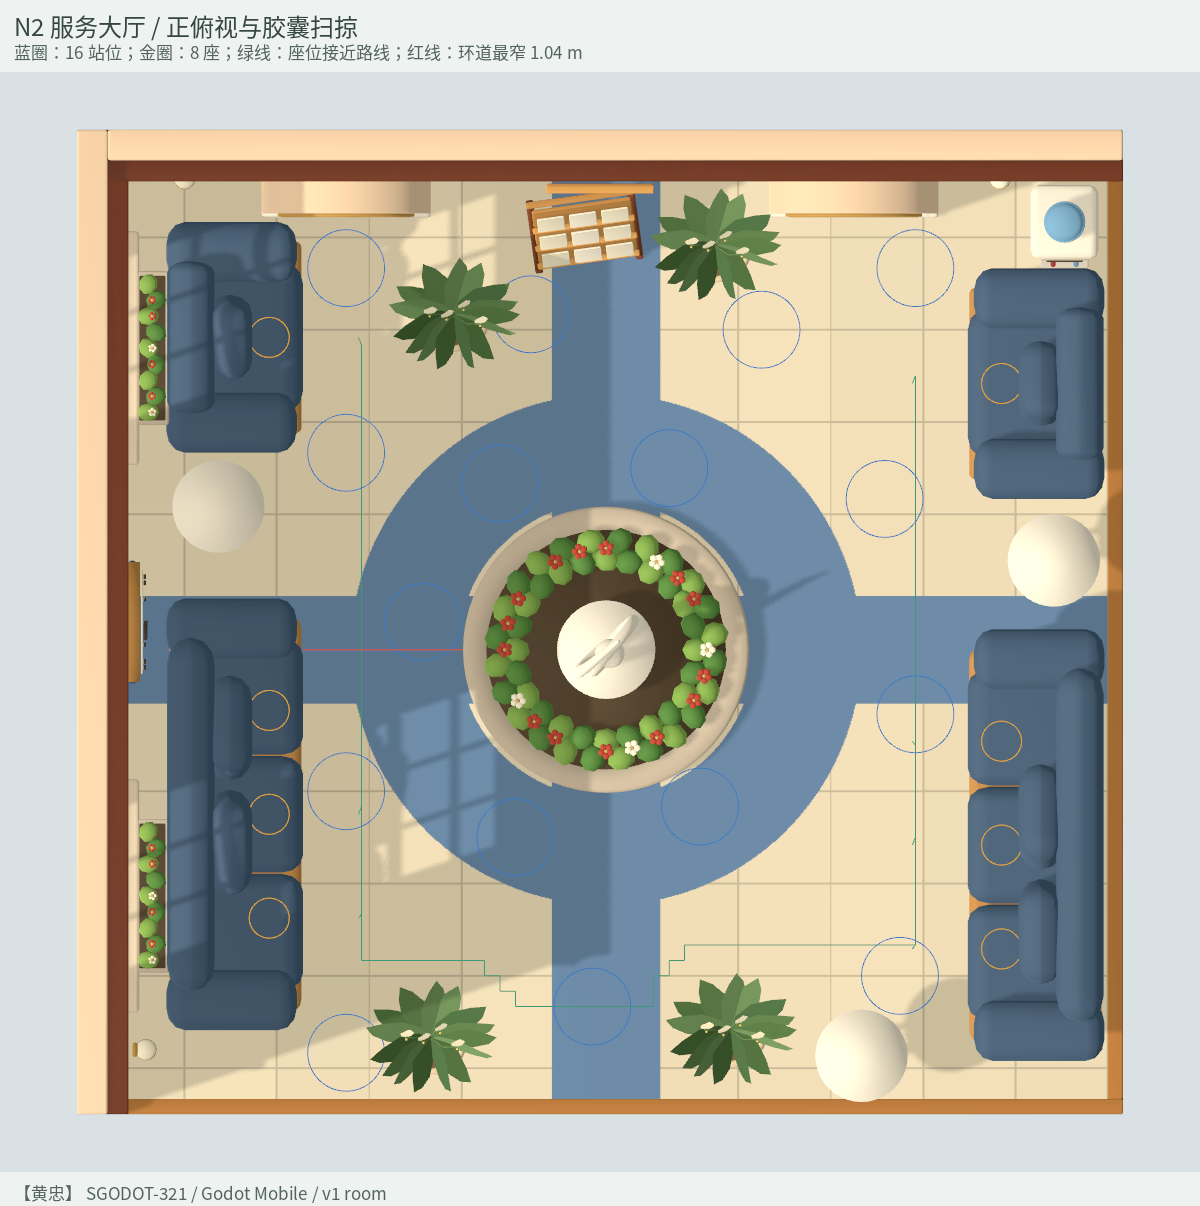 N2 服务大厅 / 正俯视与胶囊扫掠
蓝圈：16 站位；金圈：8 座；绿线：座位接近路线；红线：环道最窄 1.04 m
【黄忠】 SGODOT-321 / Godot Mobile / v1 room